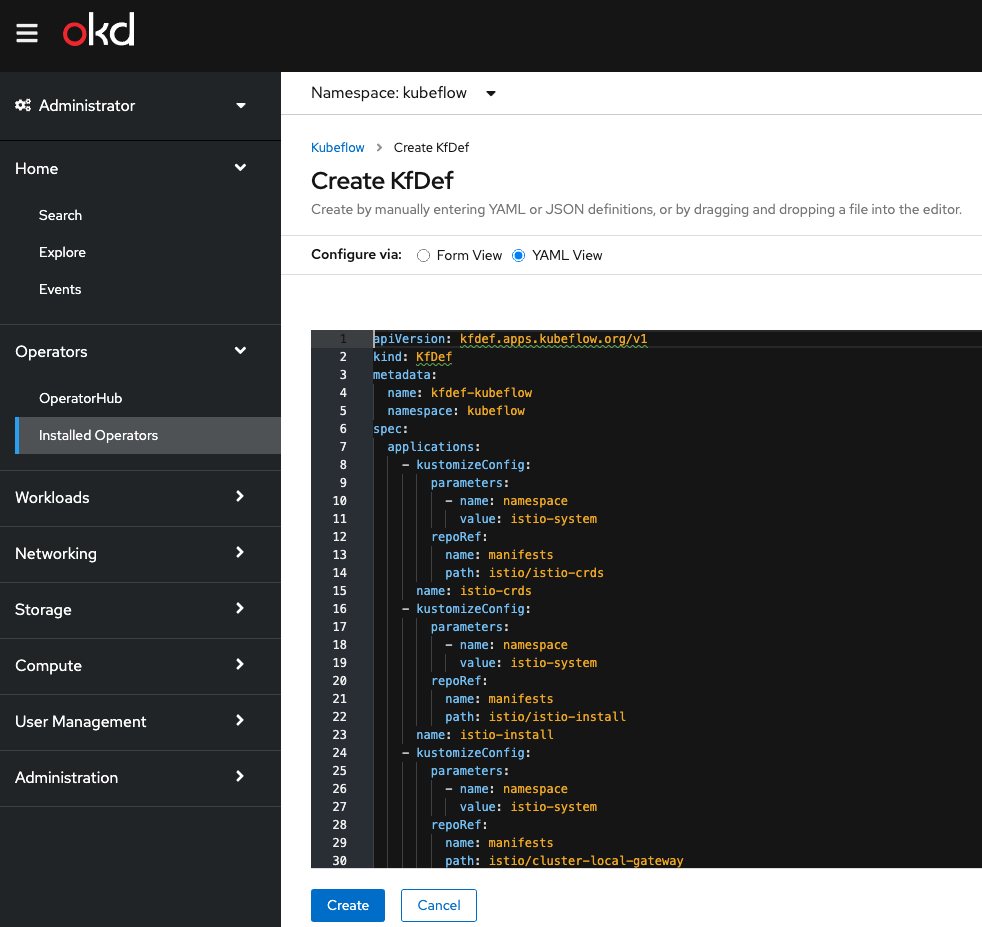 okd
Administrator
Home
Search
Explore
Events
Operators
OperatorHub
Installed Operators
Workloads
Networking
Storage
Compute
User Management
Administration
Namespace: kubeflow
Kubeflow > Create KfDef
Create KfDef
Create by manually entering YAML or JSON definitions, or by dragging and dropping a file into the editor.
Configure via: Form View YAML View
1 apiVersion: kfdef.apps.kubeflow.org/v1
2 kind: KfDef
3 metadata:
4   name: kfdef-kubeflow
5   namespace: kubeflow
6 spec:
7   applications:
8     - kustomizeConfig:
9         parameters:
10           - name: namespace
11             value: istio-system
12         repoRef:
13           name: manifests
14           path: istio/istio-crds
15       name: istio-crds
16     - kustomizeConfig:
17         parameters:
18           - name: namespace
19             value: istio-system
20         repoRef:
21           name: manifests
22           path: istio/istio-install
23       name: istio-install
24     - kustomizeConfig:
25         parameters:
26           - name: namespace
27             value: istio-system
28         repoRef:
29           name: manifests
30           path: istio/cluster-local-gateway
Create Cancel